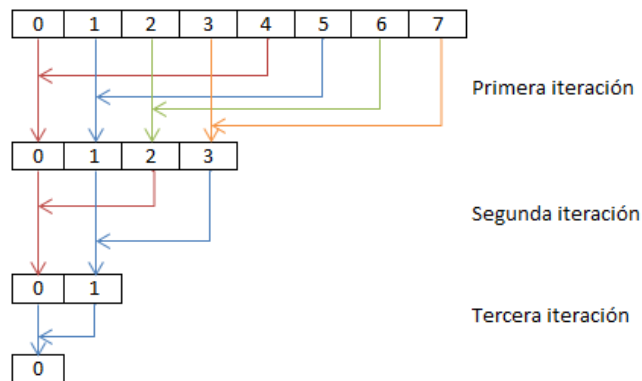 0 1 2 3 4 5 6 7
Primera iteración
0 1 2 3
Segunda iteración
0 1
Tercera iteración
0